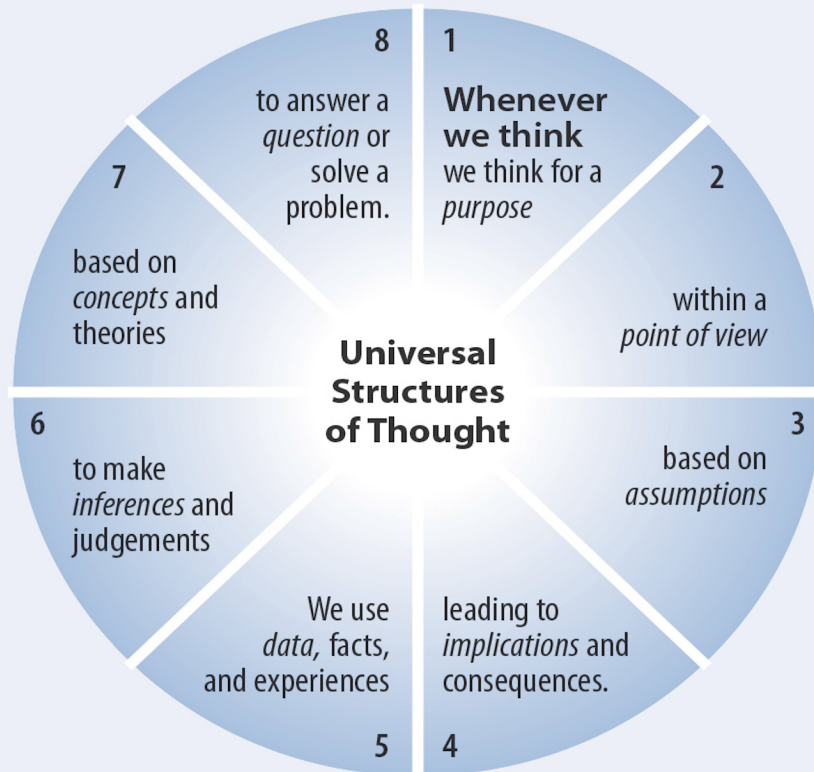 1
Whenever
we think
we think for a
purpose
2
within a
point of view
3
based on
assumptions
4
leading to
implications and
consequences.
5
We use
data, facts,
and experiences
6
to make
inferences and
judgements
7
based on
concepts and
theories
8
to answer a
question or
solve a
problem.
Universal
Structures
of Thought